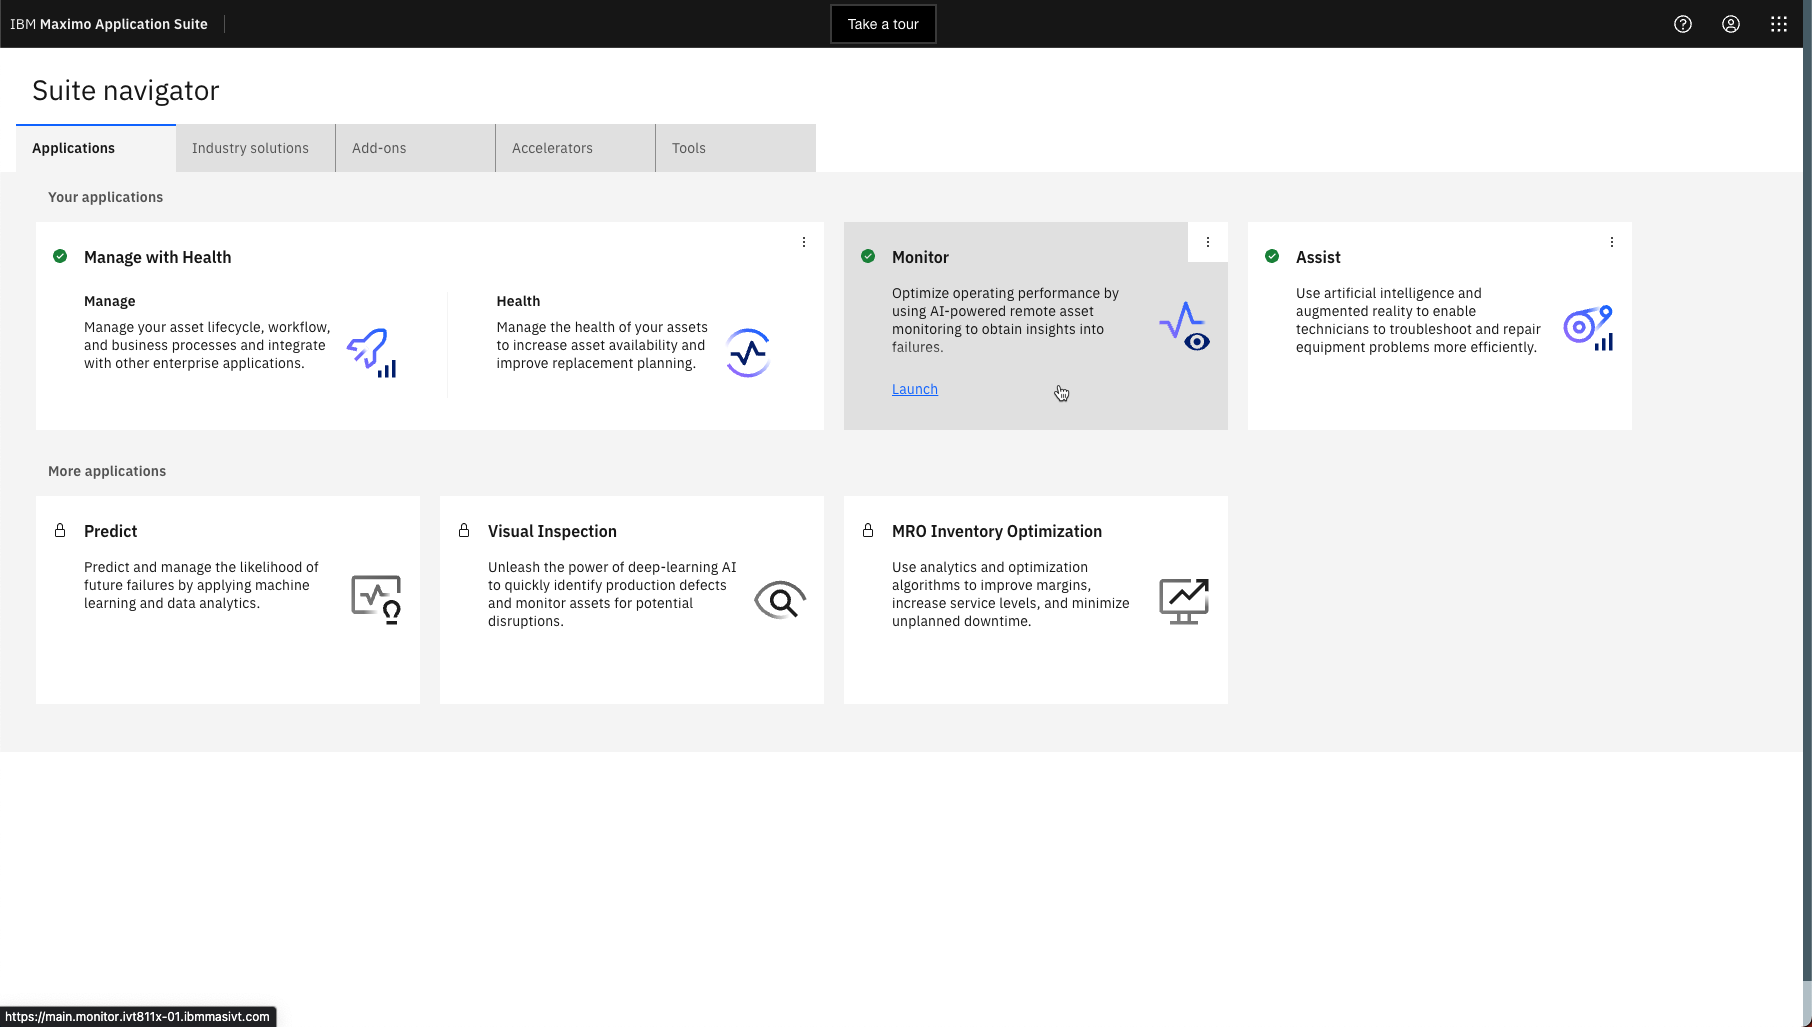 IBM Maximo Application Suite
Take a tour
Suite navigator
Applications
Industry solutions
Add-ons
Accelerators
Tools
Your applications
Manage with Health
Manage
Manage your asset lifecycle, workflow,
and business processes and integrate
with other enterprise applications.
Health
Manage the health of your assets
to increase asset availability and
improve replacement planning.
Monitor
Optimize operating performance by
using AI-powered remote asset
monitoring to obtain insights into
failures.
Launch
Assist
Use artificial intelligence and
augmented reality to enable
technicians to troubleshoot and repair
equipment problems more efficiently.
More applications
Predict
Predict and manage the likelihood of
future failures by applying machine
learning and data analytics.
Visual Inspection
Unleash the power of deep-learning AI
to quickly identify production defects
and monitor assets for potential
disruptions.
MRO Inventory Optimization
Use analytics and optimization
algorithms to improve margins,
increase service levels, and minimize
unplanned downtime.
https://main.monitor.ivt811x-01.ibmmasivt.com